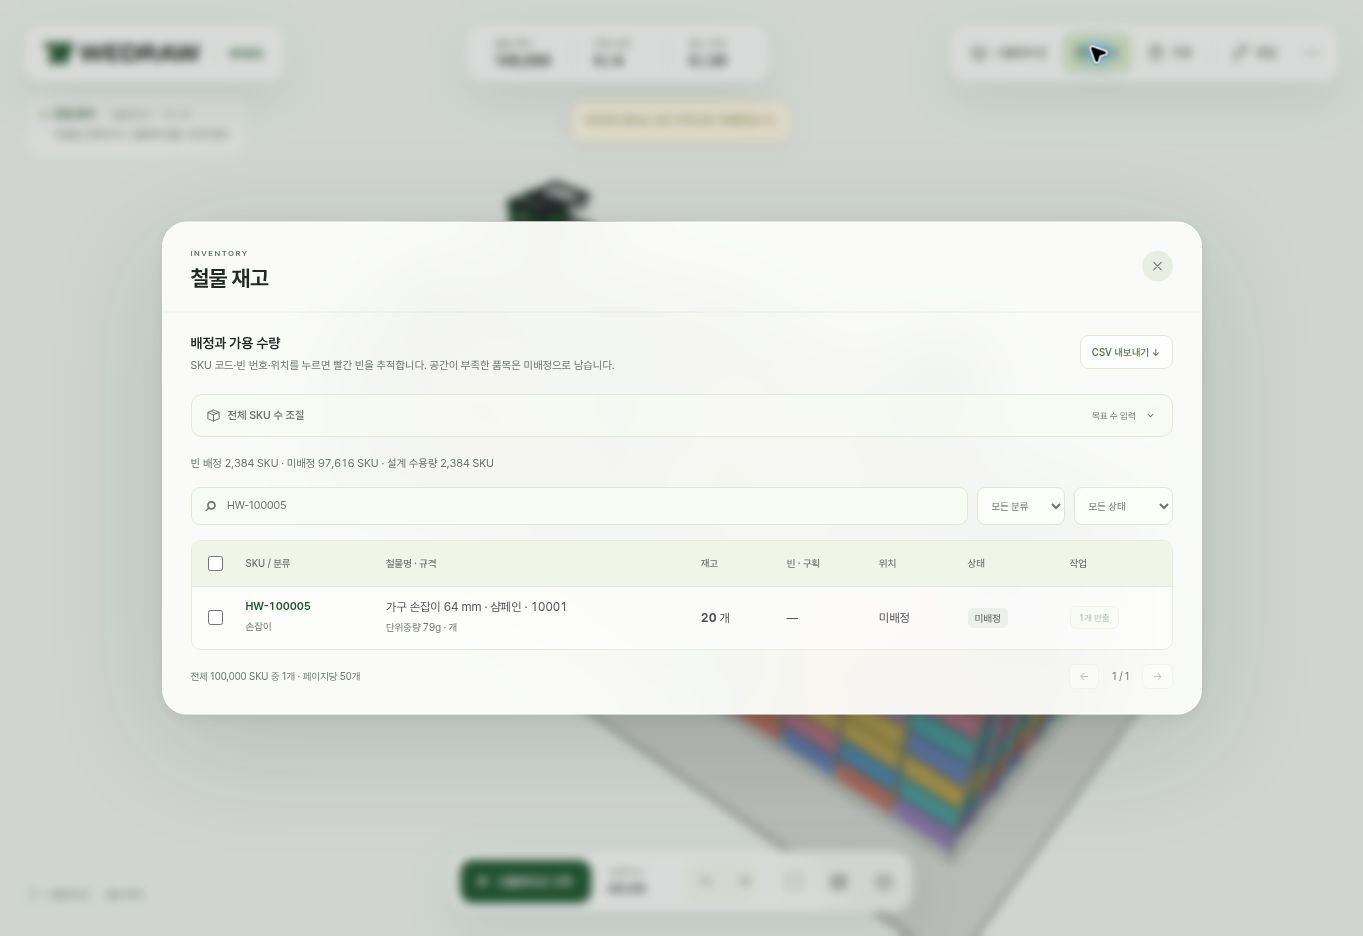 WEDRAW
INVENTORY
철물 재고
배정과 가용 수량
SKU 코드·빈 번호·위치를 누르면 빨간 빈을 추적합니다. 공간이 부족한 품목은 미배정으로 남습니다.
CSV 내보내기 ↓
전체 SKU 수 조절
목표 수 입력
빈 배정 2,384 SKU · 미배정 97,616 SKU · 설계 수용량 2,384 SKU
HW-100005
모든 분류
모든 상태
SKU / 분류 철물명 · 규격 재고 빈 · 구획 위치 상태 작업
HW-100005 가구 손잡이 64 mm · 샴페인 · 10001 20 개 — 미배정 미배정 1개 반출
손잡이 단위중량 79g · 개
전체 100,000 SKU 중 1개 · 페이지당 50개
← 1 / 1 →